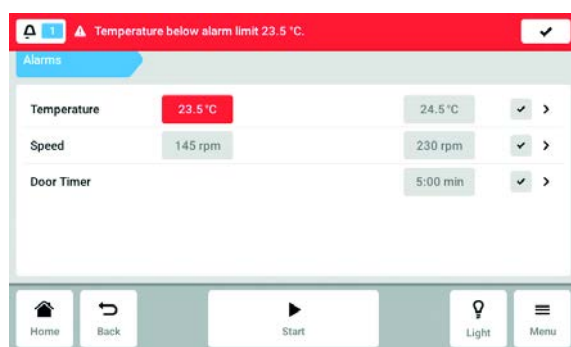 1 Temperature below alarm limit 23.5 °C.
Alarms
Temperature 23.5 °C 24.5 °C
Speed 145 rpm 230 rpm
Door Timer 5:00 min
Home Back Start Light Menu